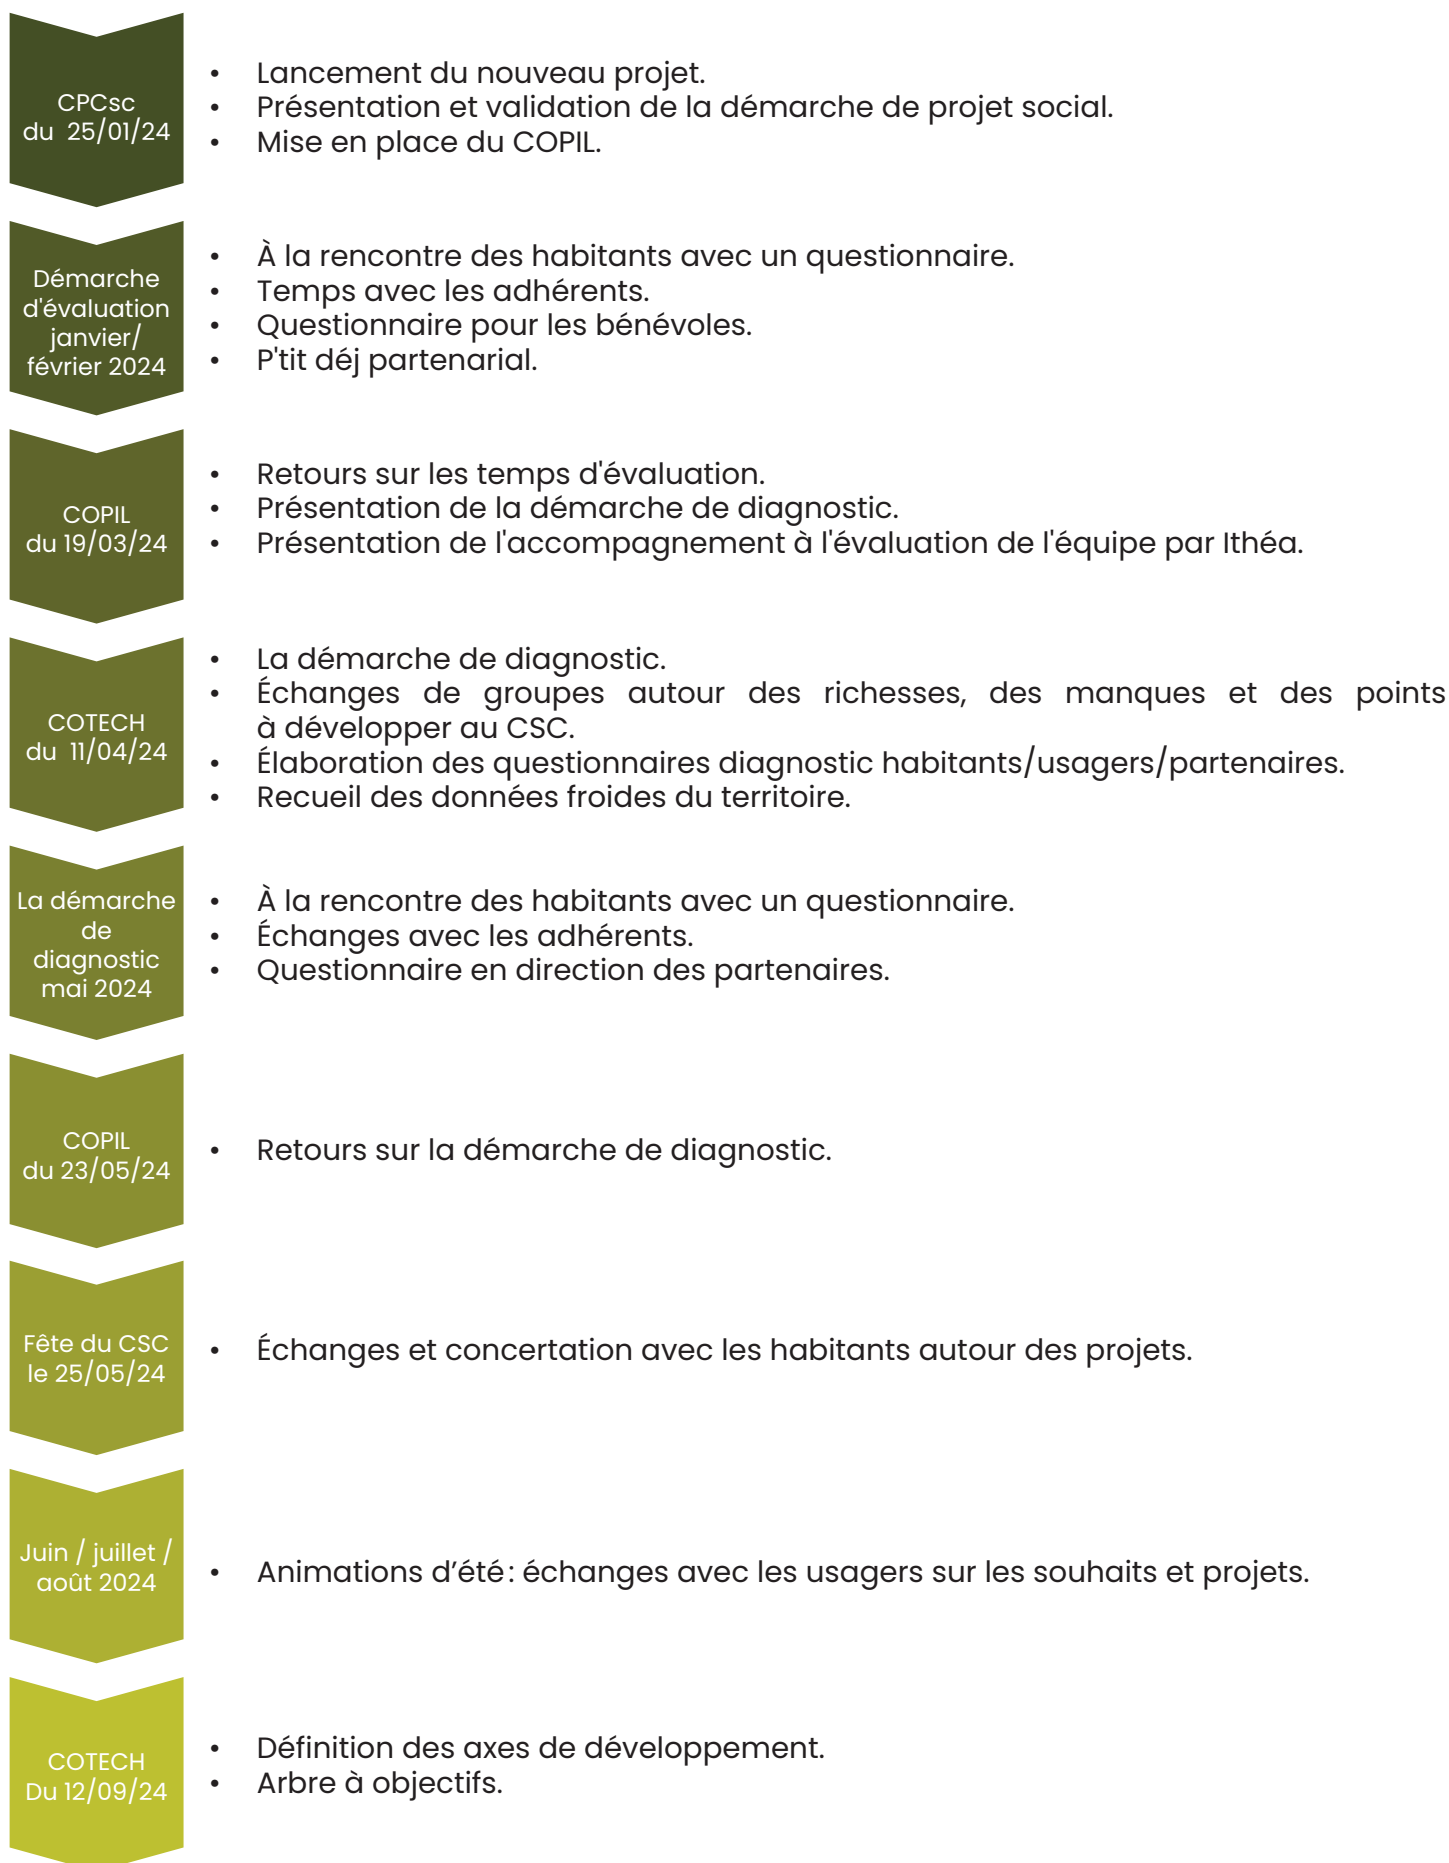 CPCsc
du 25/01/24
• Lancement du nouveau projet.
• Présentation et validation de la démarche de projet social.
• Mise en place du COPIL.
Démarche
d'évaluation
janvier/
février 2024
• À la rencontre des habitants avec un questionnaire.
• Temps avec les adhérents.
• Questionnaire pour les bénévoles.
• P'tit déj partenarial.
COPIL
du 19/03/24
• Retours sur les temps d'évaluation.
• Présentation de la démarche de diagnostic.
• Présentation de l'accompagnement à l'évaluation de l'équipe par Ithéa.
COTECH
du 11/04/24
• La démarche de diagnostic.
• Échanges de groupes autour des richesses, des manques et des points
à développer au CSC.
• Élaboration des questionnaires diagnostic habitants/usagers/partenaires.
• Recueil des données froides du territoire.
La démarche
de
diagnostic
mai 2024
• À la rencontre des habitants avec un questionnaire.
• Échanges avec les adhérents.
• Questionnaire en direction des partenaires.
COPIL
du 23/05/24
• Retours sur la démarche de diagnostic.
Fête du CSC
le 25/05/24
• Échanges et concertation avec les habitants autour des projets.
Juin / juillet /
août 2024
• Animations d’été : échanges avec les usagers sur les souhaits et projets.
COTECH
Du 12/09/24
• Définition des axes de développement.
• Arbre à objectifs.